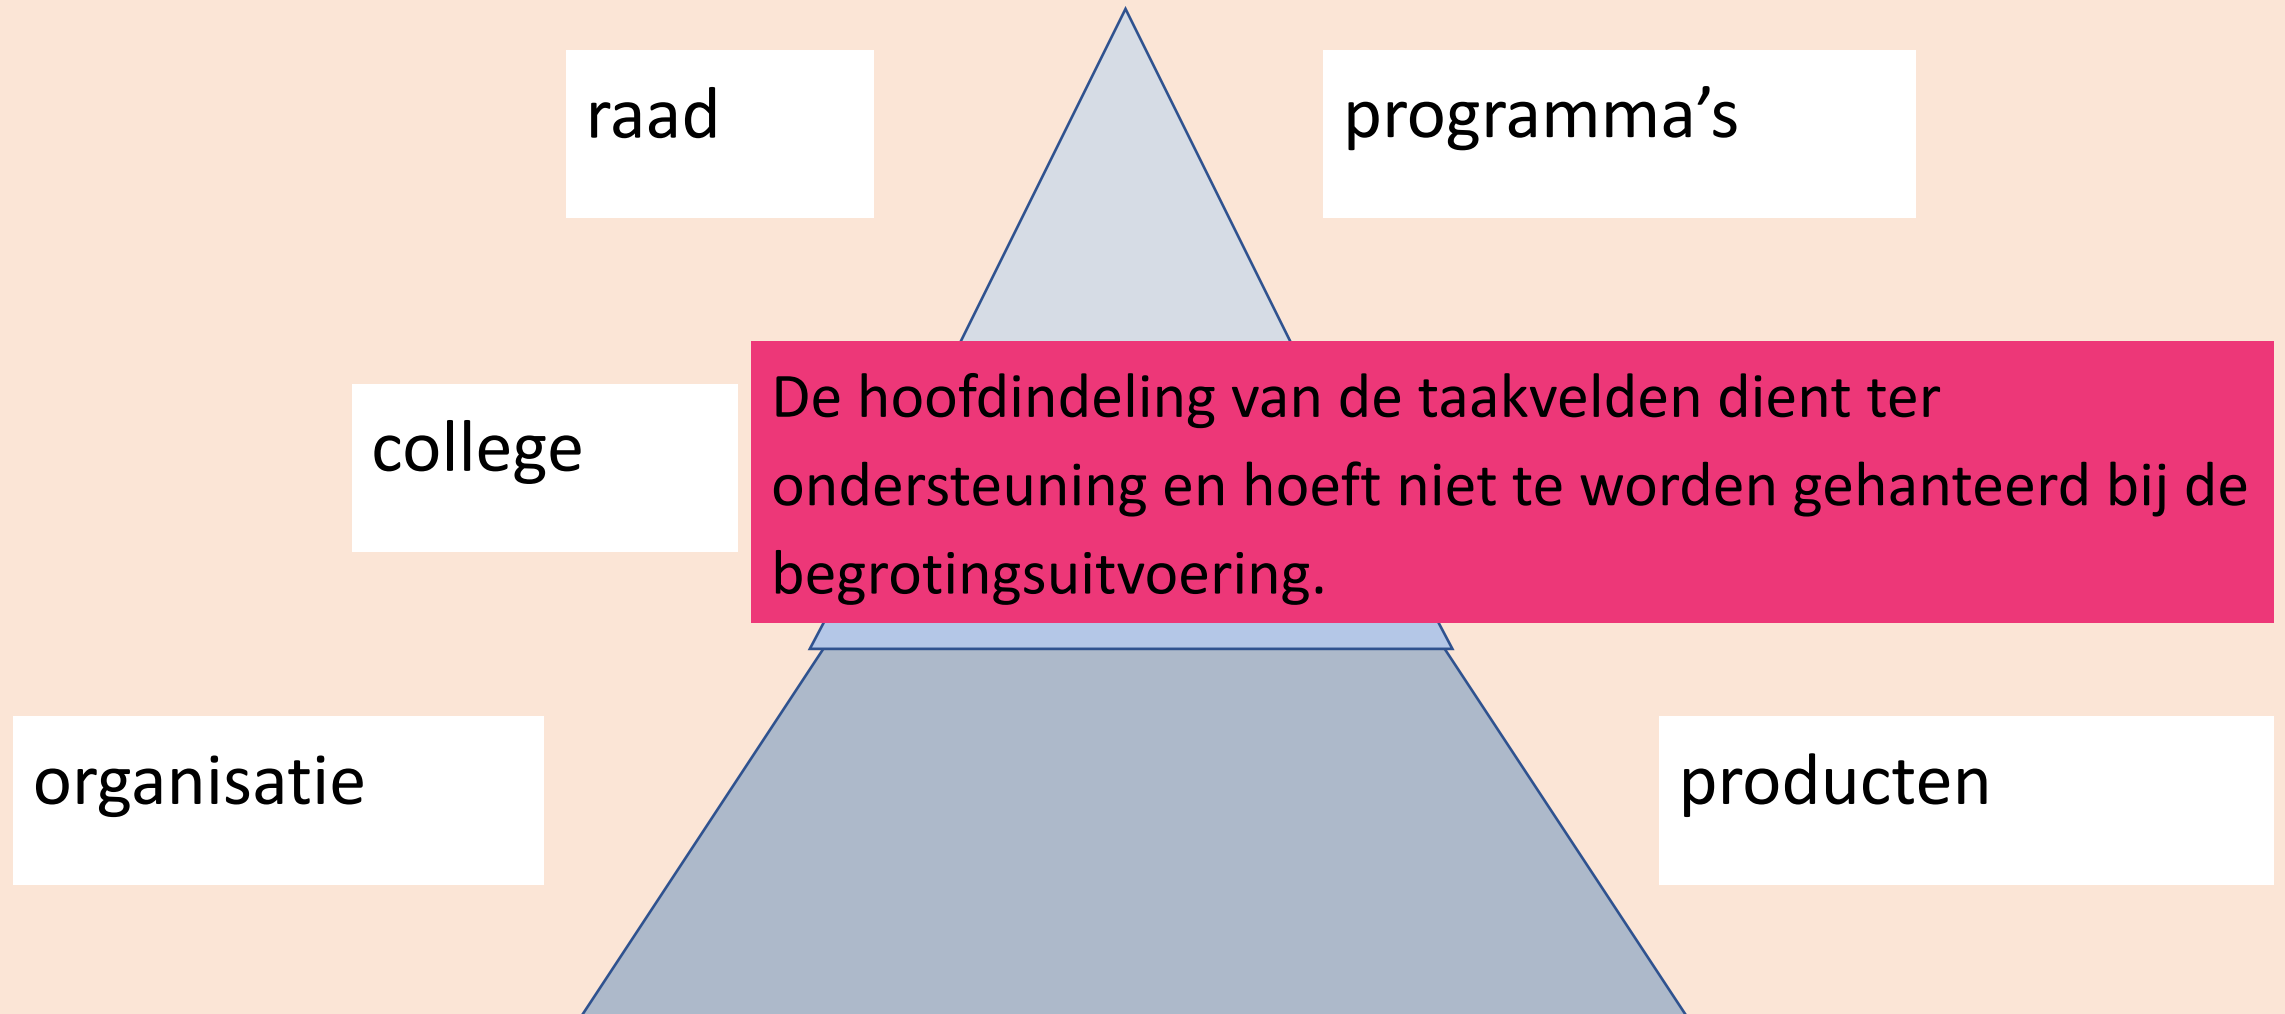 raad
programma’s
college
De hoofdindeling van de taakvelden dient ter
ondersteuning en hoeft niet te worden gehanteerd bij de
begrotingsuitvoering.
organisatie
producten